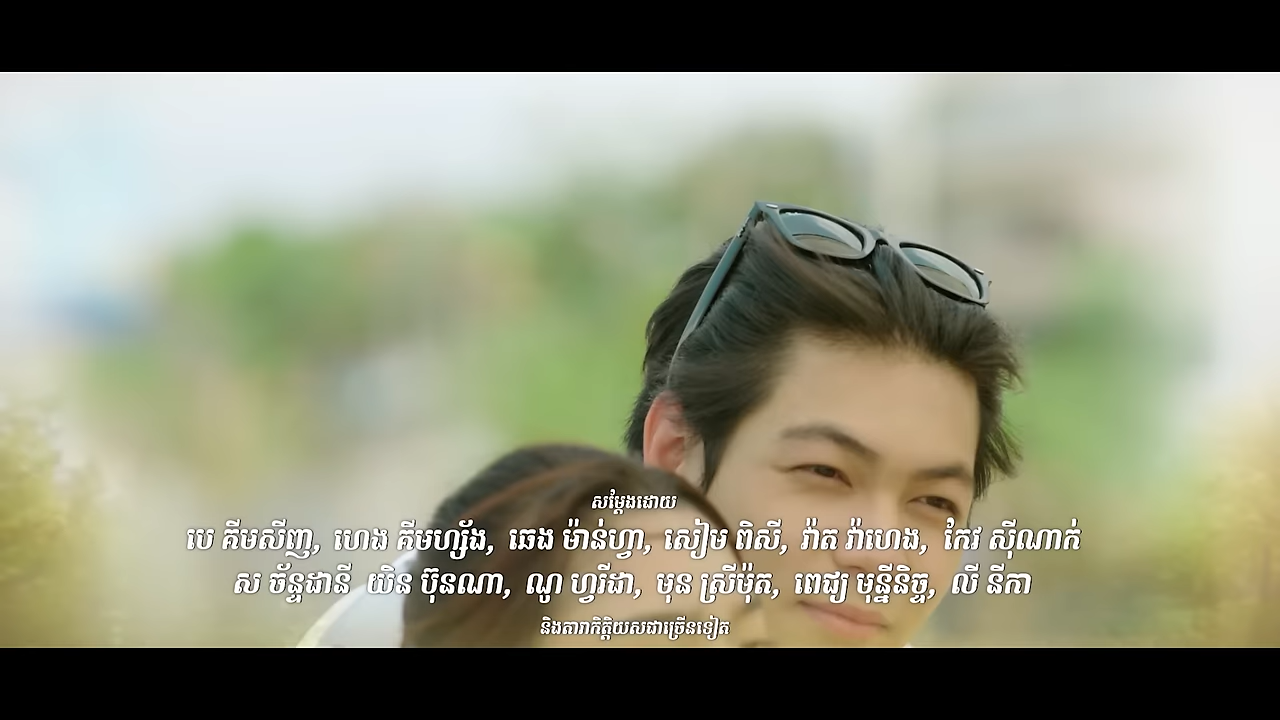 សម្ដែងដោយ
បេ គីមសីញ, ហេង គីមហ្ស័ង, ឆេង ម៉ាន់ហ្វា, សៀម ពិសី, រ៉ាត រ៉ាហេង, កែវ ស៊ីណាក់
ស ច័ន្ទដានី យិន ប៊ុនណា, ណូ ហ្វរីដា, មុន ស្រីម៉ុត, ពេជ្យ មុន្នីនិច្ច, លី នីកា
និងតារាកិត្តិយសជាច្រើនទៀត